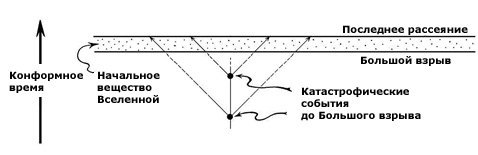 Последнее рассеяние
Большой взрыв
Конформное
время
Начальное
вещество
Вселенной
Катастрофические
события
до Большого взрыва